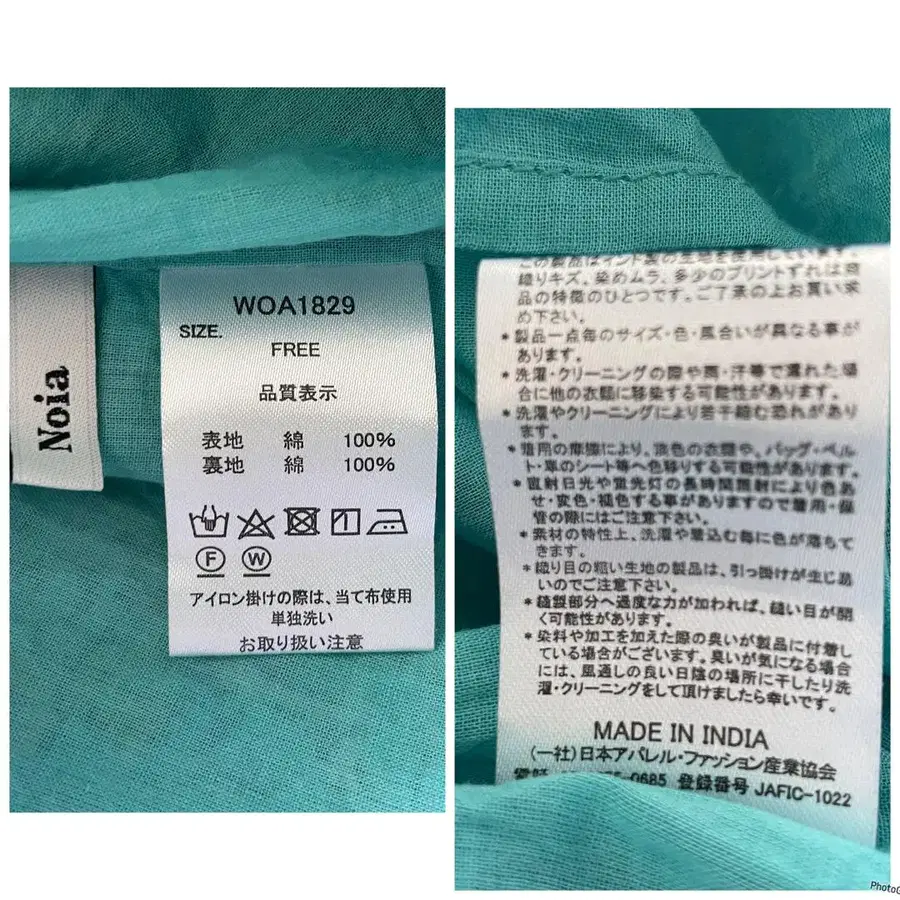 Noia
WOA1829
SIZE.
FREE
品質表示
表地 綿 100%
裏地 綿 100%
F W
アイロン掛けの際は、当て布使用
単独洗い
お取り扱い注意
この製品はインド製の生地を使用しています。
織りキズ、染めムラ、多少のプリントずれは商
品の特徴のひとつです。ご了承の上お買い求
め下さい。
*製品一点毎のサイズ・色・風合いが異なる事が
あります。
*洗濯・クリーニングの際や雨・汗等で濡れた場
合に他の衣類に移染する可能性があります。
*洗濯やクリーニングにより若干縮む恐れがあり
ます。
*着用の摩擦により、淡色の衣類や、バッグ・ベル
ト・車のシート等へ色移りする可能性があります。
*直射日光や蛍光灯の長時間照射により色あ
せ・変色・褪色する事がありますので着用・保
管の際にはご注意下さい。
*素材の特性上、洗濯や着込む毎に色が落ちて
きます。
*織り目の粗い生地の製品は、引っ掛けが生じ易
いのでご注意下さい。
*縫製部分へ過度な力が加われば、縫い目が開
く可能性があります。
*染料や加工を加えた際の臭いが製品に付着し
ている場合がございます。臭いが気になる場合
には、風通しの良い日陰の場所に干したり洗
濯・クリーニングをして頂けましたら幸いです。
MADE IN INDIA
(一社)日本アパレル・ファッション産業協会
0685 登録番号 JAFIC-1022
PhotoG